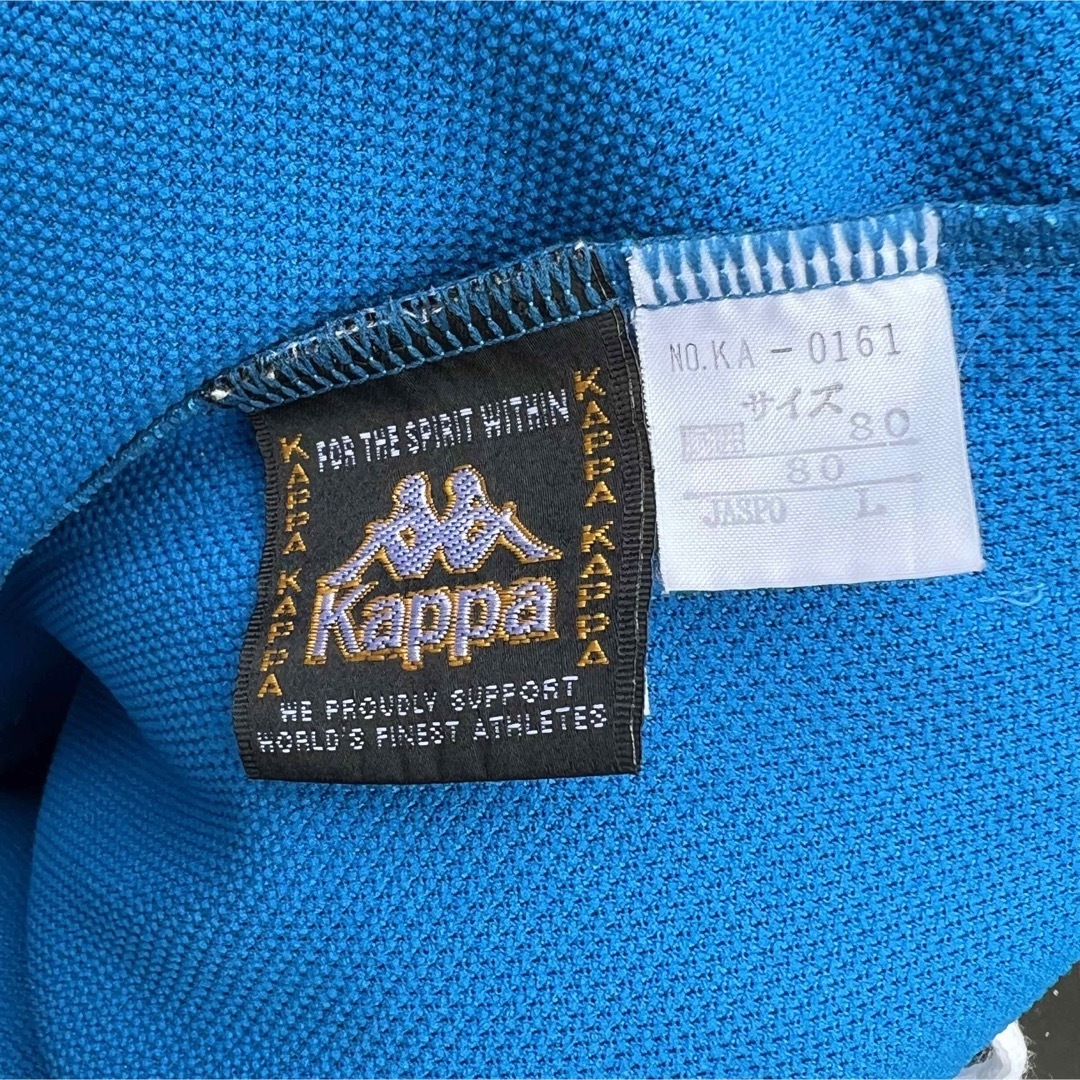 FOR THE SPIRIT WITHIN
KAPPA KAPPA
KAPPA KAPPA
Kappa
WE PROUDLY SUPPORT
WORLD'S FINEST ATHLETES
NO.KA-0161
サイズ
80
80
JASPO L